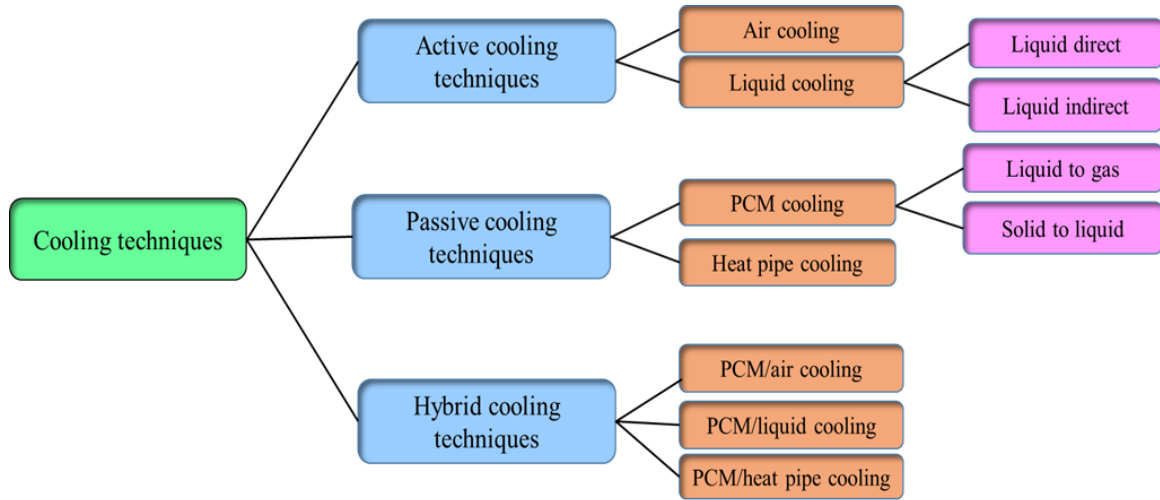 Cooling techniques
Active cooling
techniques
Air cooling
Liquid cooling
Liquid direct
Liquid indirect
Passive cooling
techniques
PCM cooling
Heat pipe cooling
Liquid to gas
Solid to liquid
Hybrid cooling
techniques
PCM/air cooling
PCM/liquid cooling
PCM/heat pipe cooling